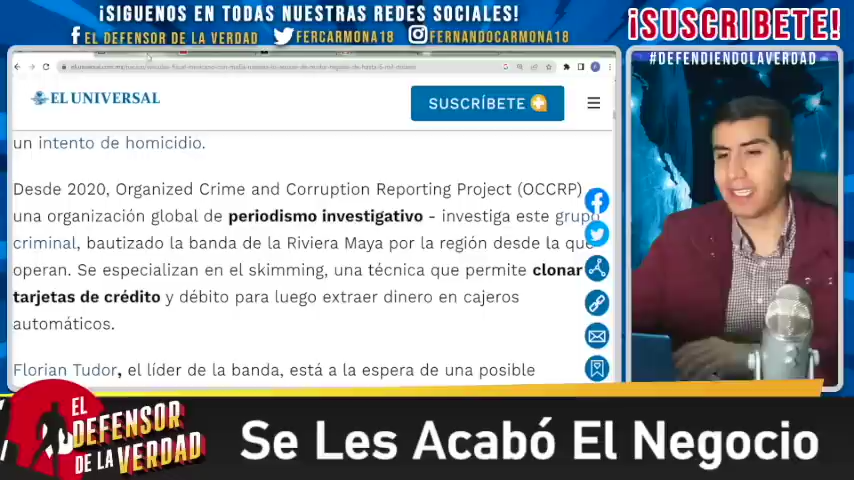 ¡SIGUENOS EN TODAS NUESTRAS REDES SOCIALES!
EL DEFENSOR DE LA VERDAD
FERCARMONA18
FERNANDOCARMONA18
¡SUSCRIBETE!
#DEFENDIENDOLAVERDAD
EL UNIVERSAL
SUSCRÍBETE
un intento de homicidio.
Desde 2020, Organized Crime and Corruption Reporting Project (OCCRP)
una organización global de periodismo investigativo - investiga este grupo
criminal, bautizado la banda de la Riviera Maya por la región desde la que
operan. Se especializan en el skimming, una técnica que permite clonar
tarjetas de crédito y débito para luego extraer dinero en cajeros
automáticos.
Florian Tudor, el líder de la banda, está a la espera de una posible
EL
DEFENSOR
DE LA VERDAD
Se Les Acabó El Negocio